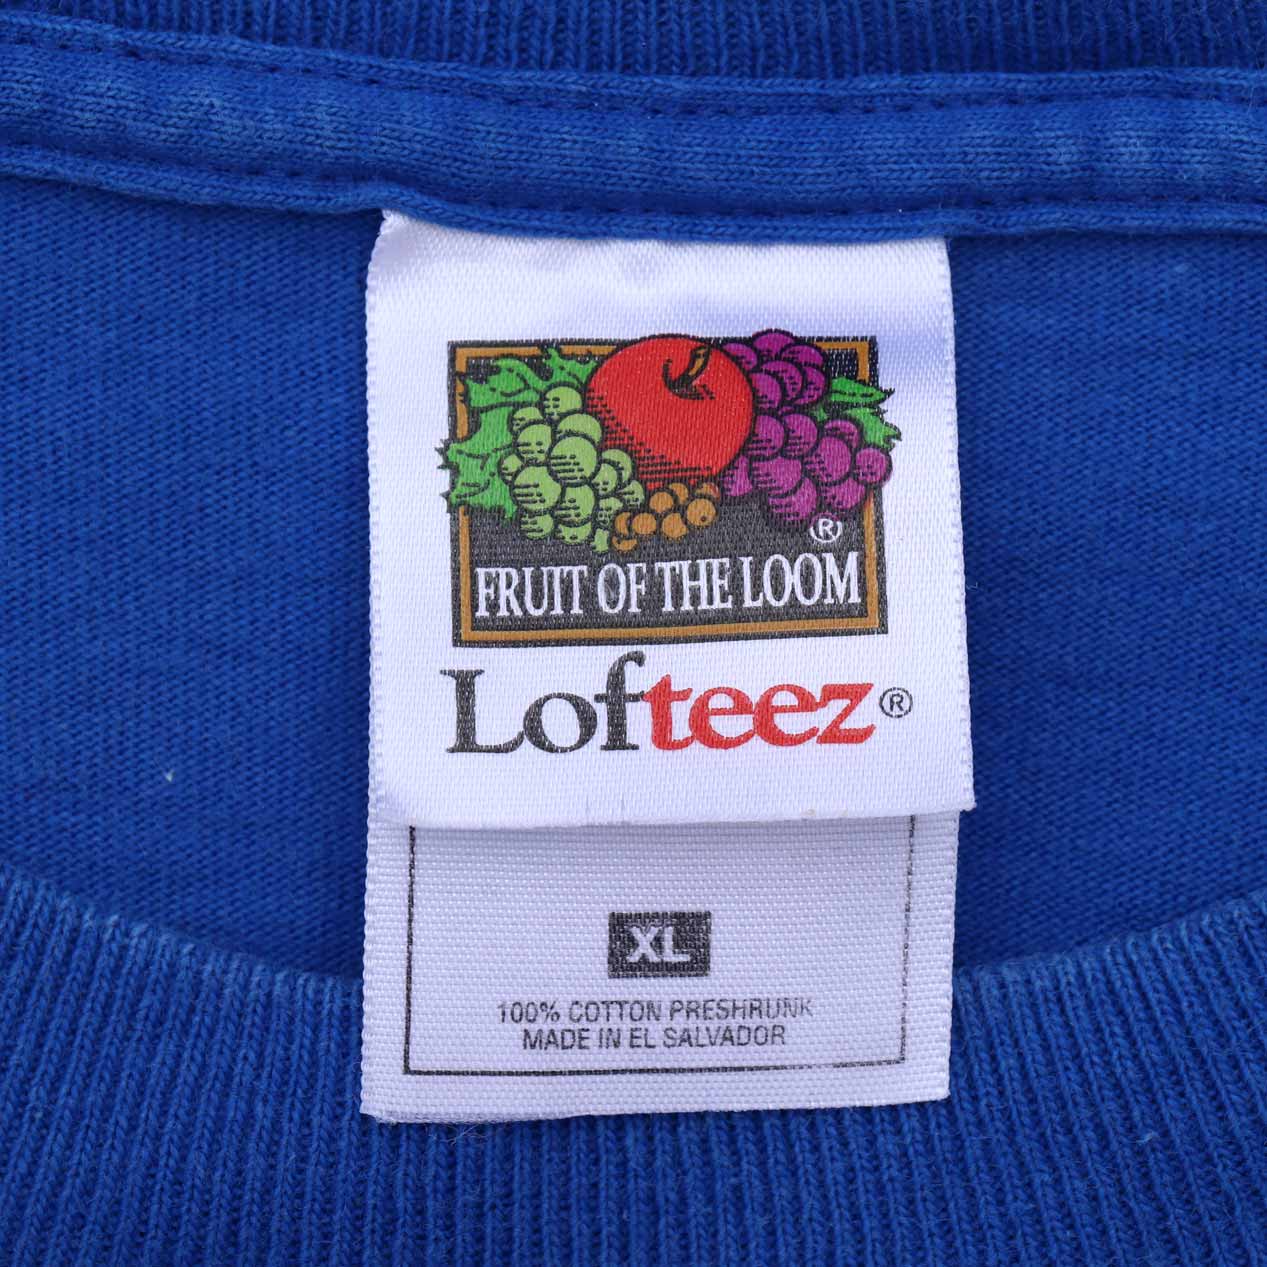 ®
FRUIT OF THE LOOM
Lofteez®
XL
100% COTTON PRESHRUNK
MADE IN EL SALVADOR